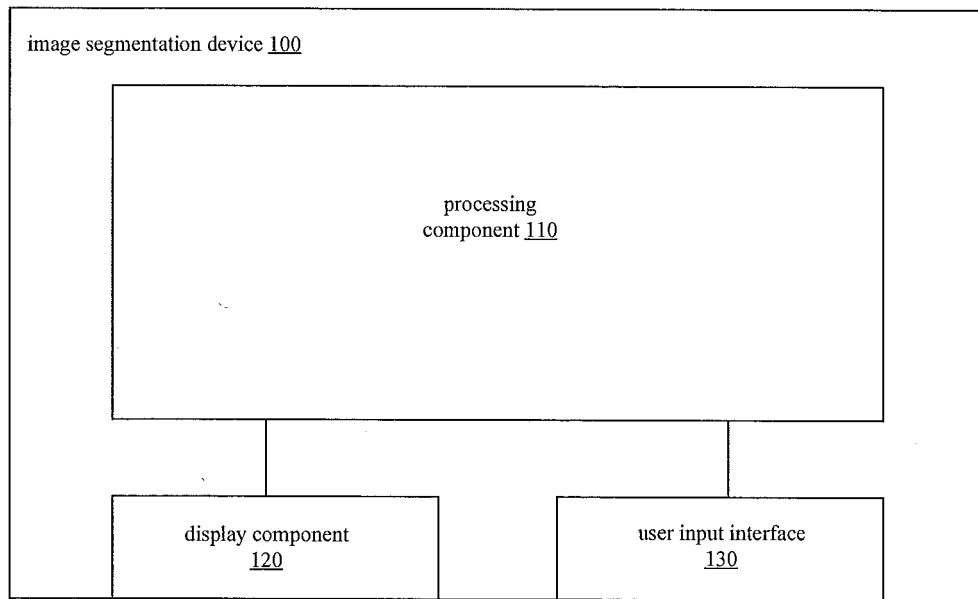 image segmentation device 100
processing
component 110
display component
120
user input interface
130